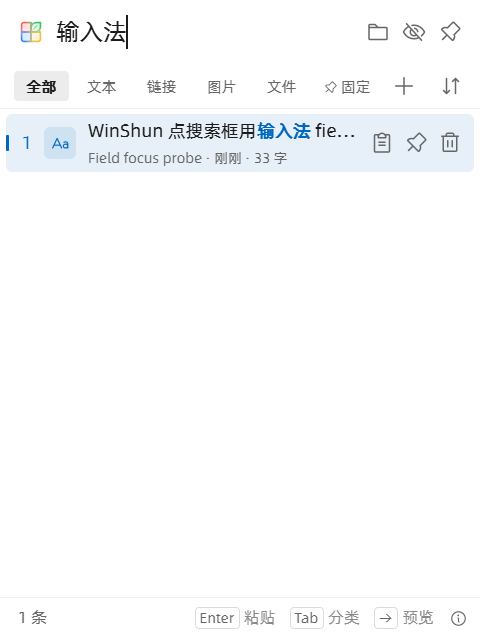 输入法
全部 文本 链接 图片 文件 固定
1 Aa WinShun 点搜索框用输入法 fie…
Field focus probe · 刚刚 · 33 字
1 条 Enter 粘贴 Tab 分类 → 预览